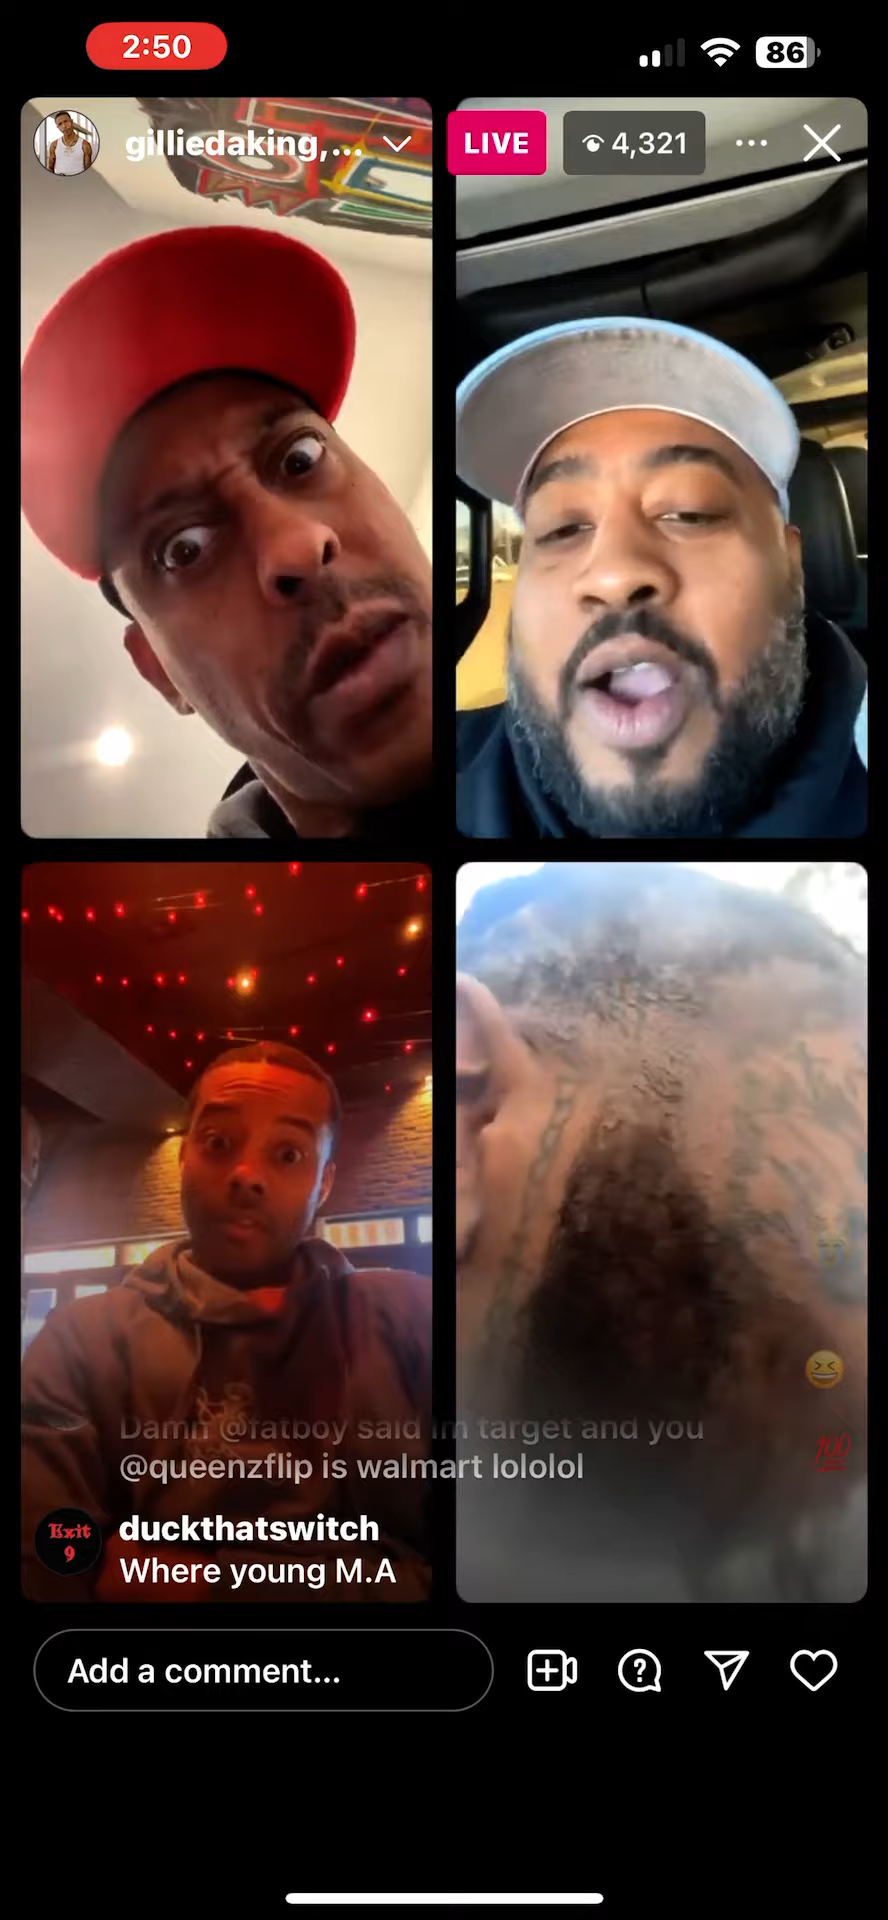 2:50
86
gilliedaking,...
LIVE
4,321
Damn @fatboy said Im target and you
@queenzflip is walmart lololol
Exit
9
duckthatswitch
Where young M.A
100
Add a comment...